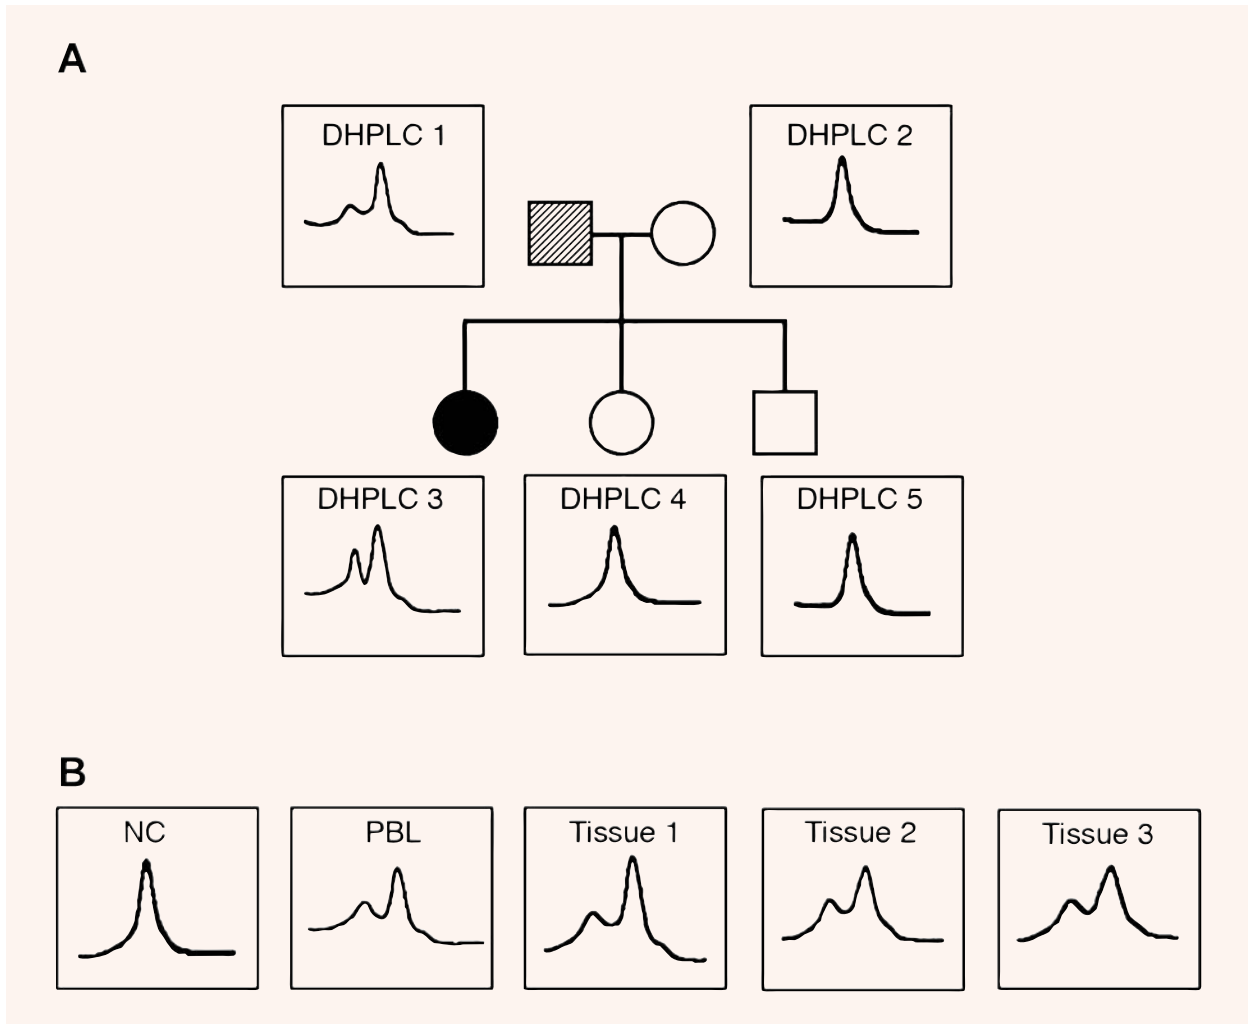 A
DHPLC 1
DHPLC 2
DHPLC 3
DHPLC 4
DHPLC 5
B
NC
PBL
Tissue 1
Tissue 2
Tissue 3